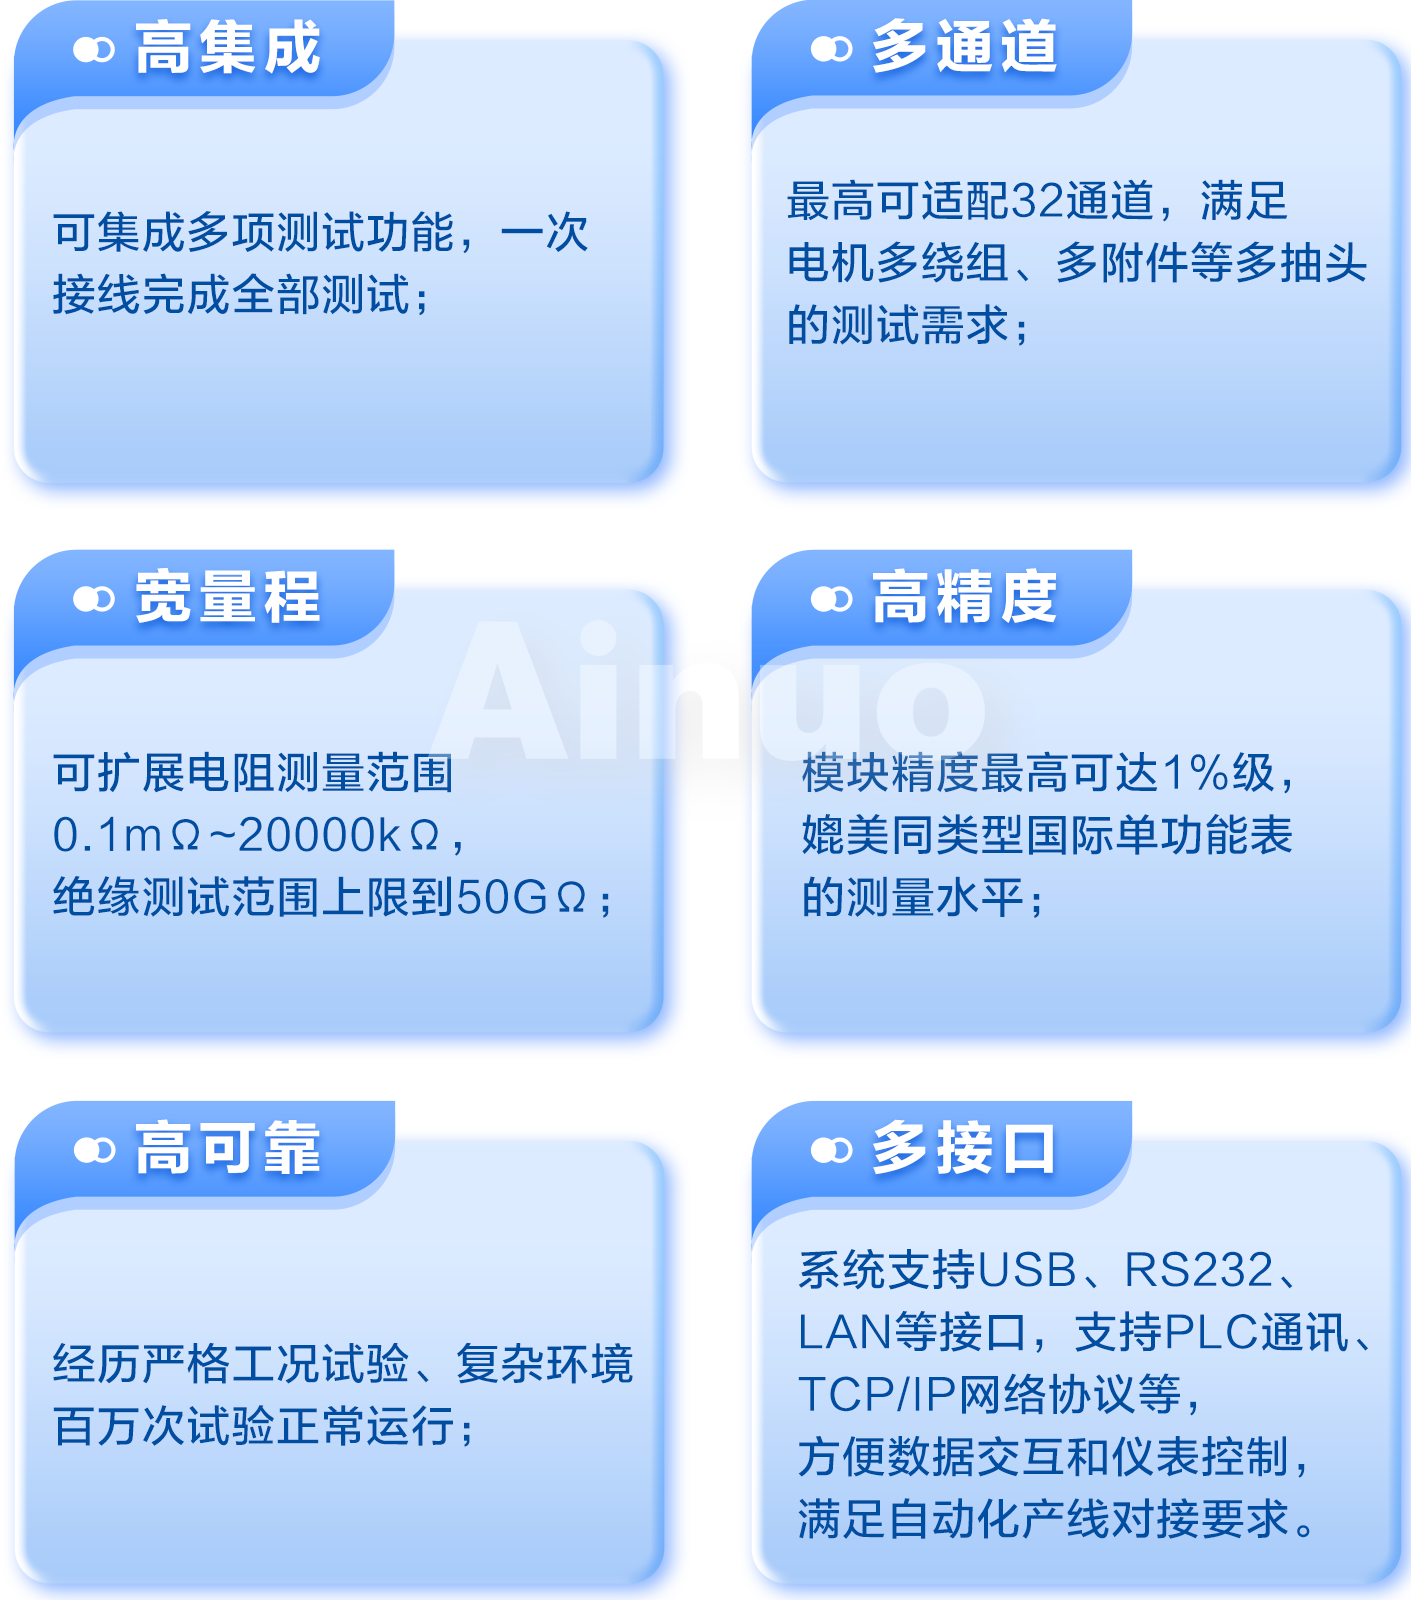 高集成
可集成多项测试功能，一次
接线完成全部测试；
多通道
最高可适配32通道，满足
电机多绕组、多附件等多抽头
的测试需求；
宽量程
可扩展电阻测量范围
0.1mΩ~20000kΩ，
绝缘测试范围上限到50GΩ；
高精度
模块精度最高可达1%级，
媲美同类型国际单功能表
的测量水平；
Ainuo
高可靠
经历严格工况试验、复杂环境
百万次试验正常运行；
多接口
系统支持USB、RS232、
LAN等接口，支持PLC通讯、
TCP/IP网络协议等，
方便数据交互和仪表控制，
满足自动化产线对接要求。